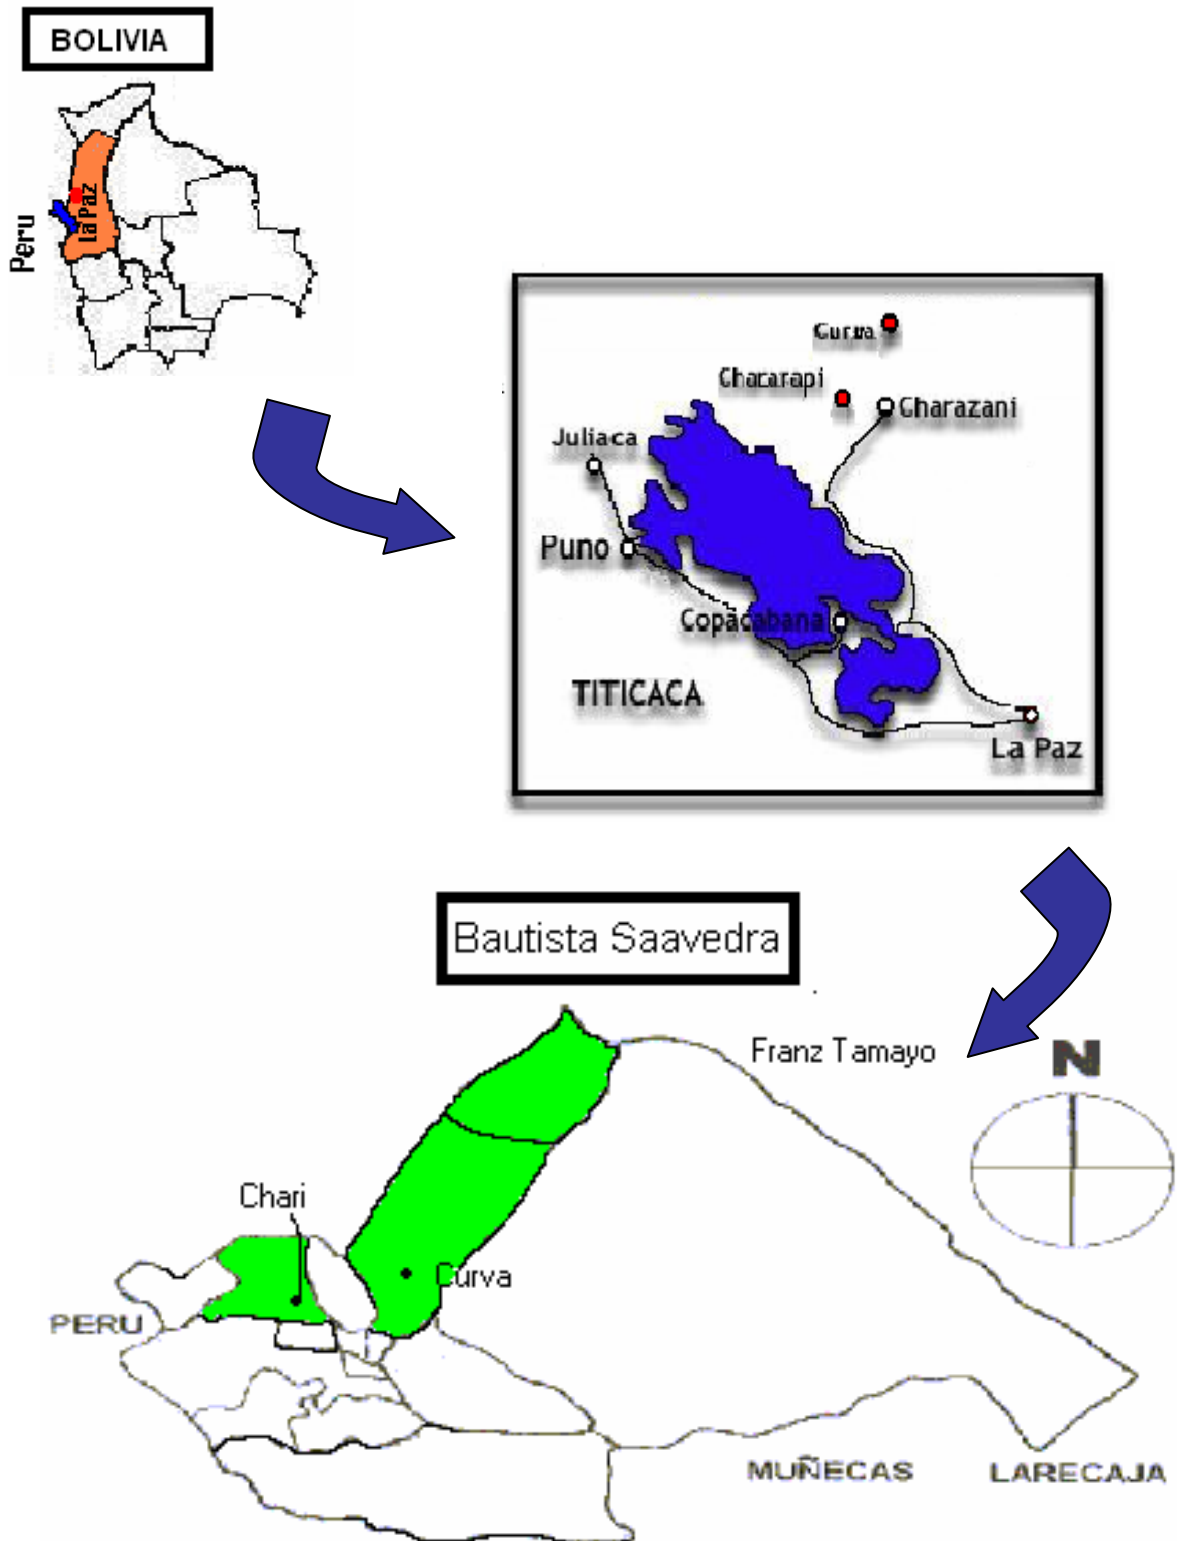 BOLIVIA
Peru
La Paz
Curva
Chacarapi
Charazani
Juliaca
Puno
Copacabana
TITICACA
La Paz
Bautista Saavedra
Franz Tamayo
N
Chari
Curva
PERU
MUÑECAS
LARECAJA